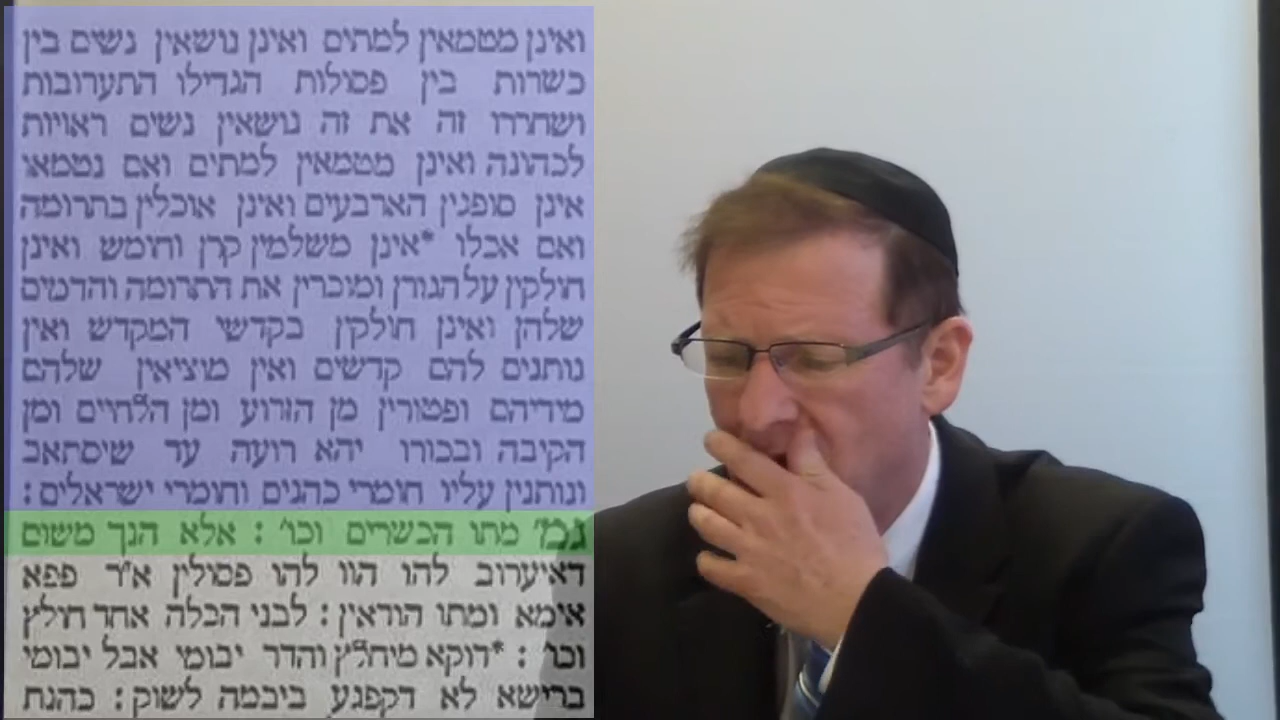 ואינן מטמאין למתים ואינן נושאין נשים בין
כשרות בין פסולות הגדילו התערובות
ושחררו זה את זה נושאין נשים ראויות
לכהונה ואינן מטמאין למתים ואם נטמאו
אינן סופגין הארבעים ואינן אוכלין בתרומה
ואם אכלו *אינן משלמין קרן וחומש ואינן
חולקין על הגורן ומוכרין את התרומה והדמים
שלהן ואינן חולקין בקדשי המקדש ואין
נותנים להם קדשים ואין מוציאין שלהם
מידיהם ופטורין מן הזרוע ומן הלחיים ומן
הקיבה ובכורו יהא רועה עד שיסתאב
ונותנין עליו חומרי כהנים וחומרי ישראלים:
גמ׳ מתו הכשרים וכו׳: אלא הנך משום
דאיערוב להו הוו להו פסולין א״ר פפא
אימא ומתו הודאין: לבני הכלה אחד חולץ
וכו׳: *דוקא מיחלץ והדר יבומי אבל יבומי
ברישא לא דקפגע ביבמה לשוק: כהנת